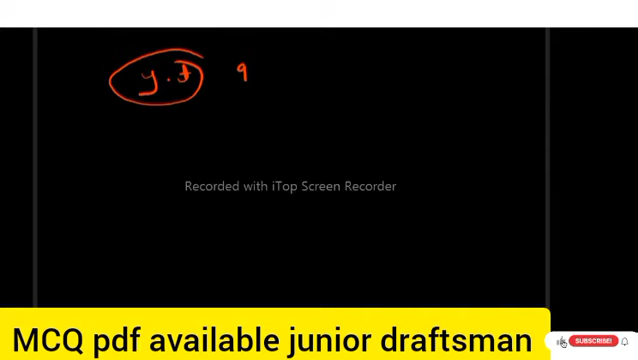 y.t 9
Recorded with iTop Screen Recorder
MCQ pdf available junior draftsman
SUBSCRIBE!